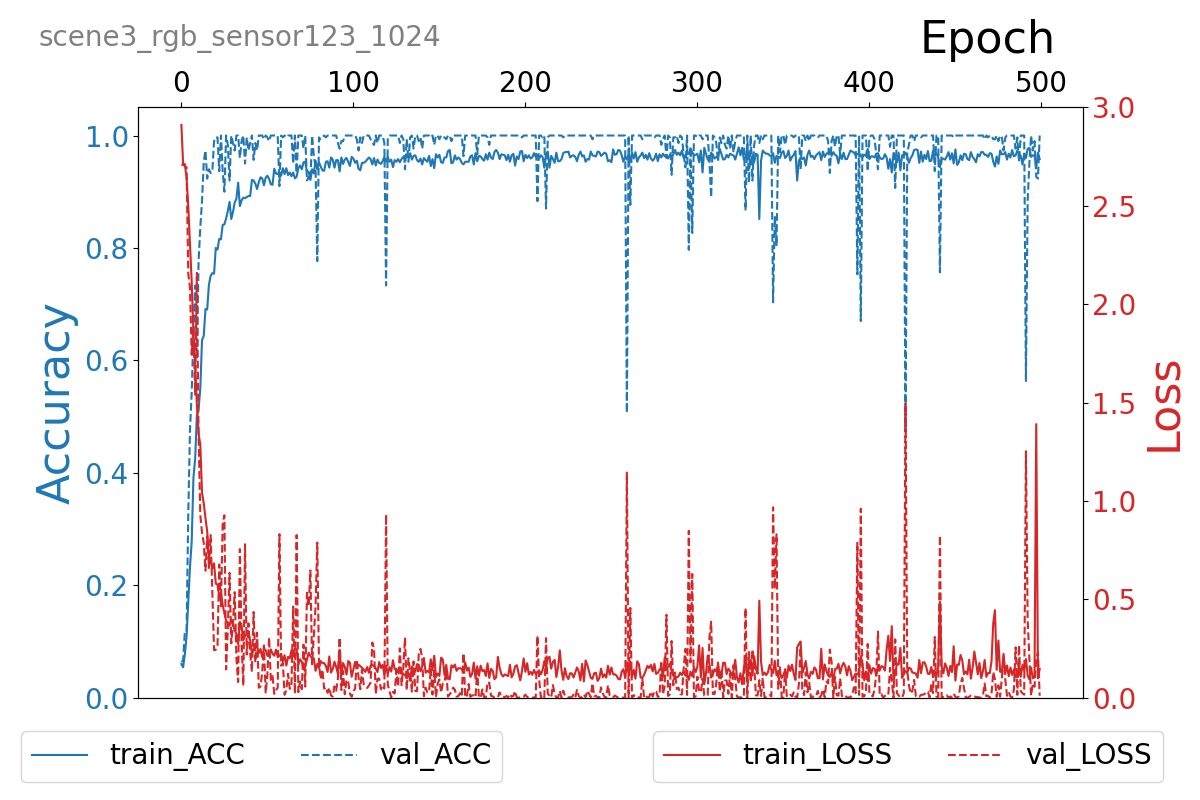 scene3_rgb_sensor123_1024
Epoch
0 100 200 300 400 500
1.0
0.8
0.6
0.4
0.2
0.0
Accuracy
3.0
2.5
2.0
1.5
1.0
0.5
0.0
Loss
train_ACC val_ACC
train_LOSS val_LOSS